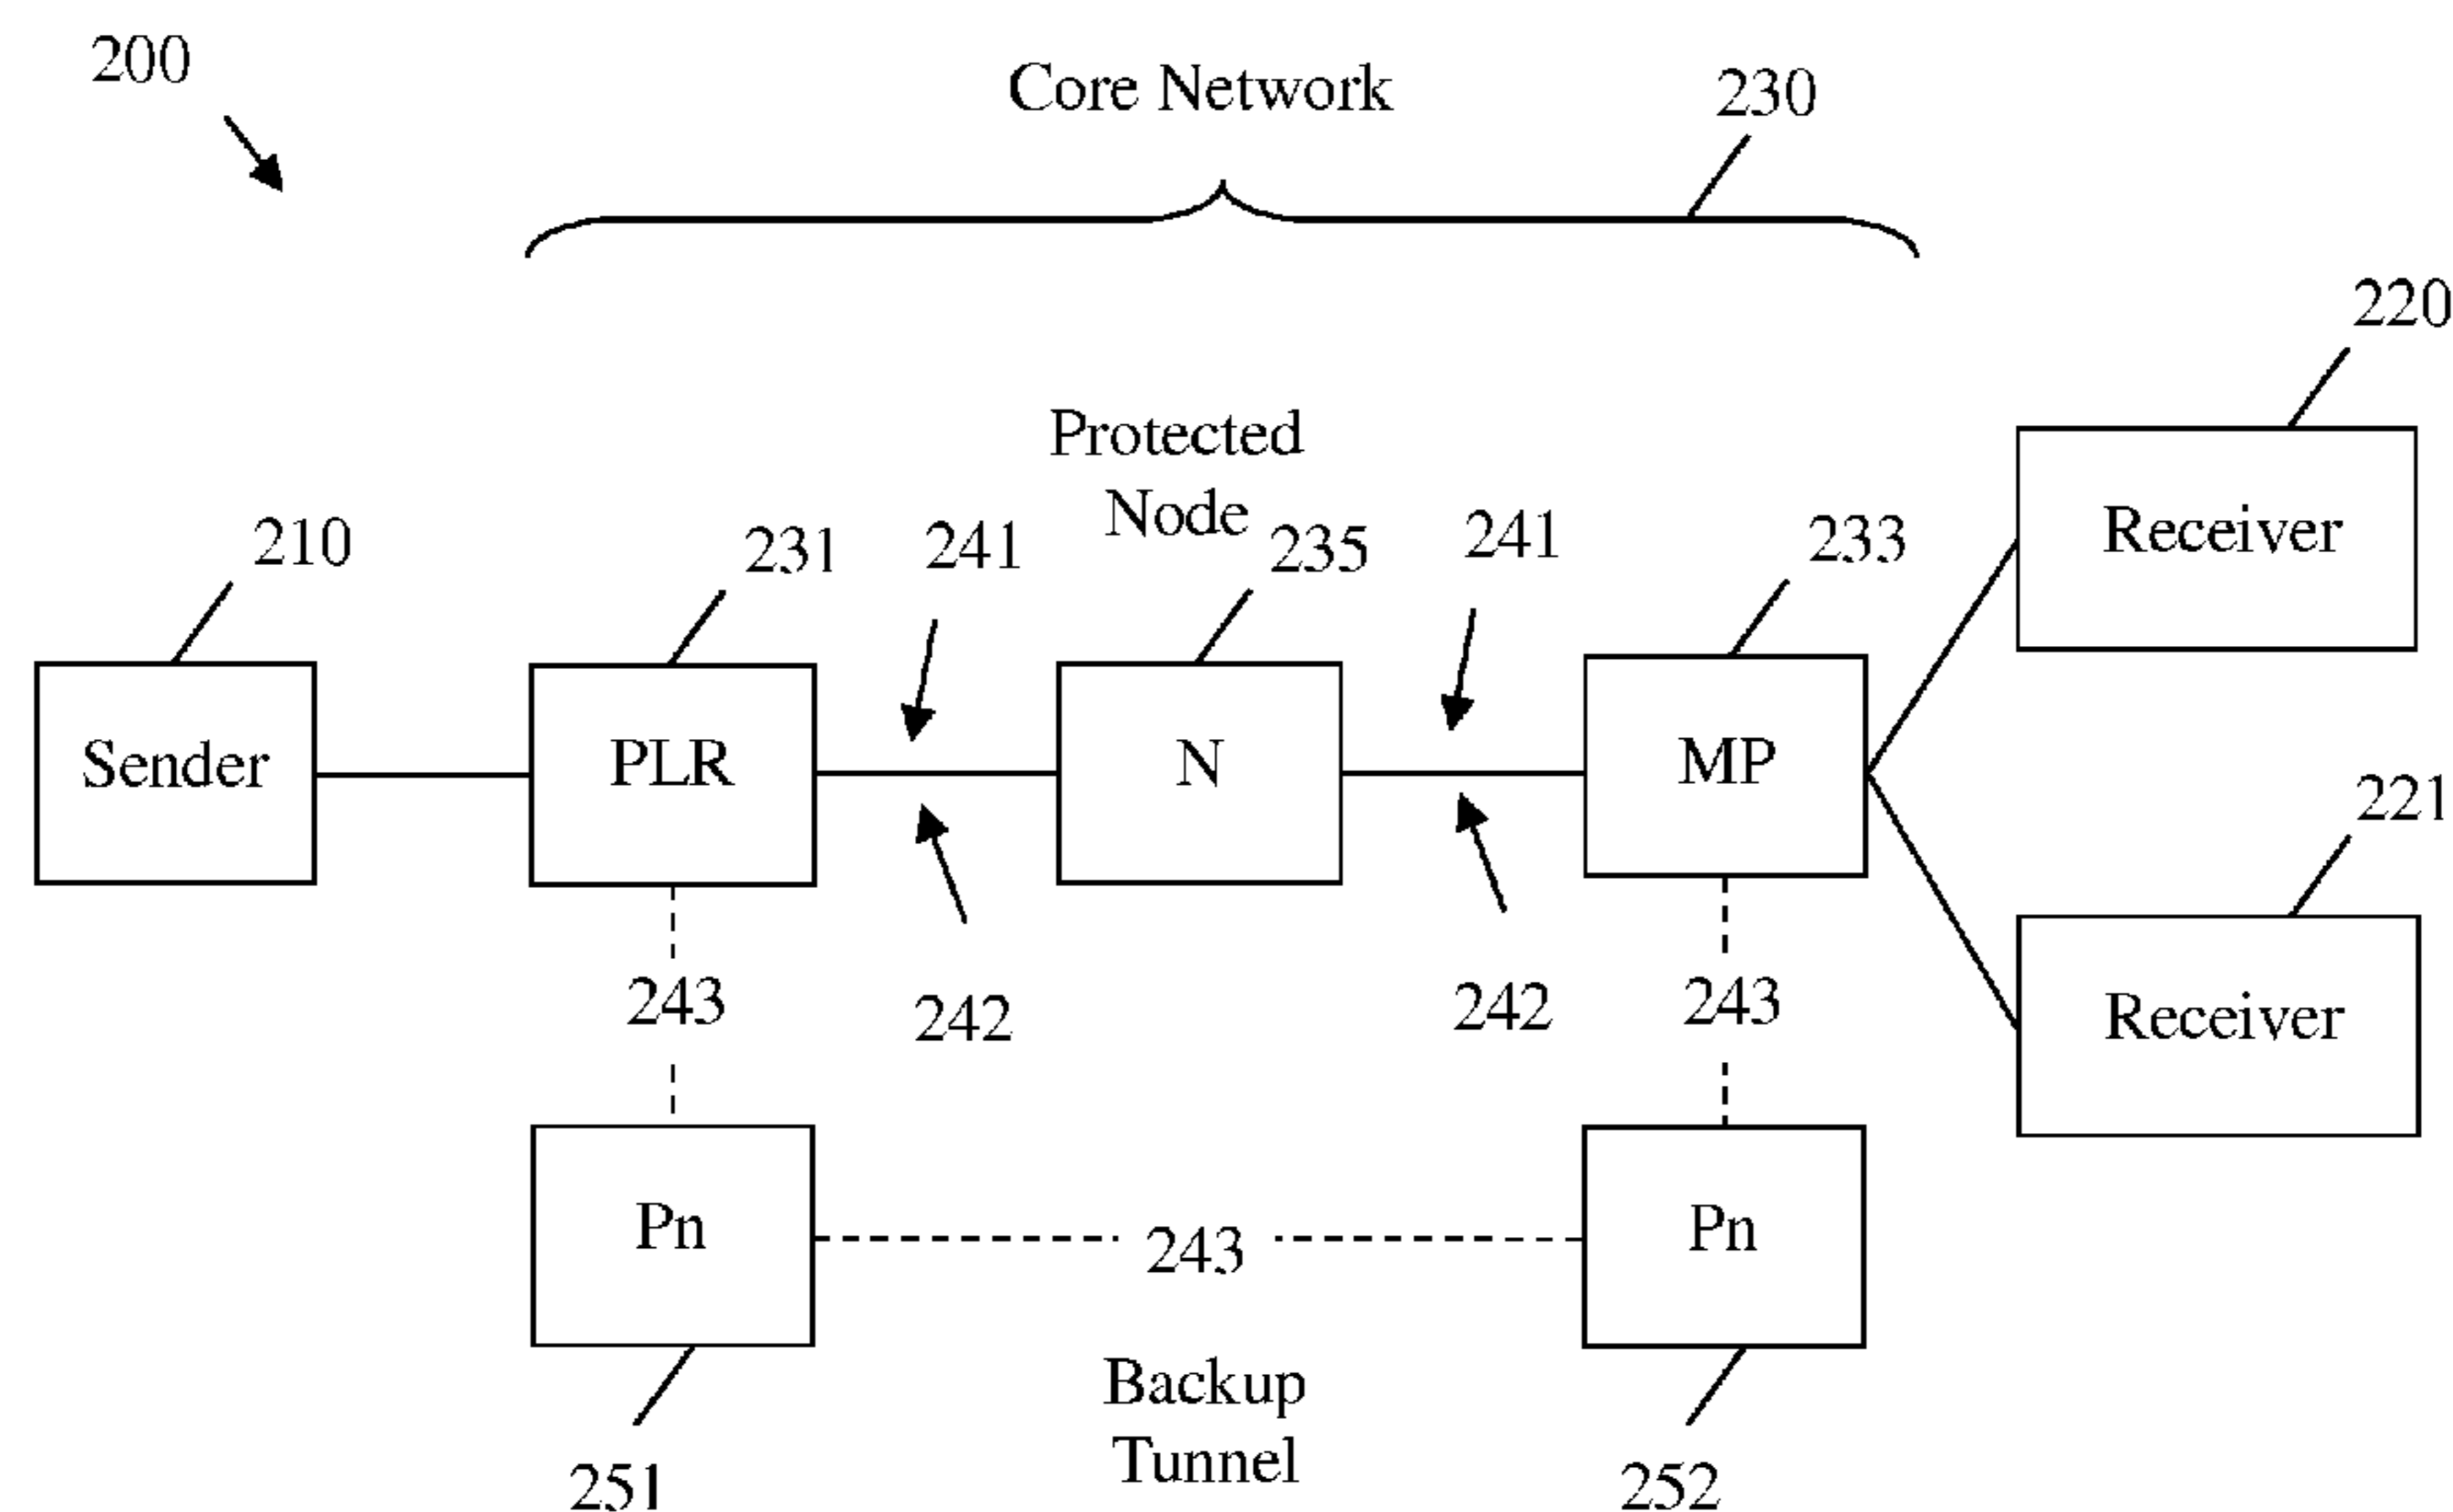 200
Core Network
230
220
Protected
Node
210
231
241
235
241
233
Receiver
Sender
PLR
N
MP
221
243
242
242
243
Receiver
Pn
243
Pn
Backup
Tunnel
251
252